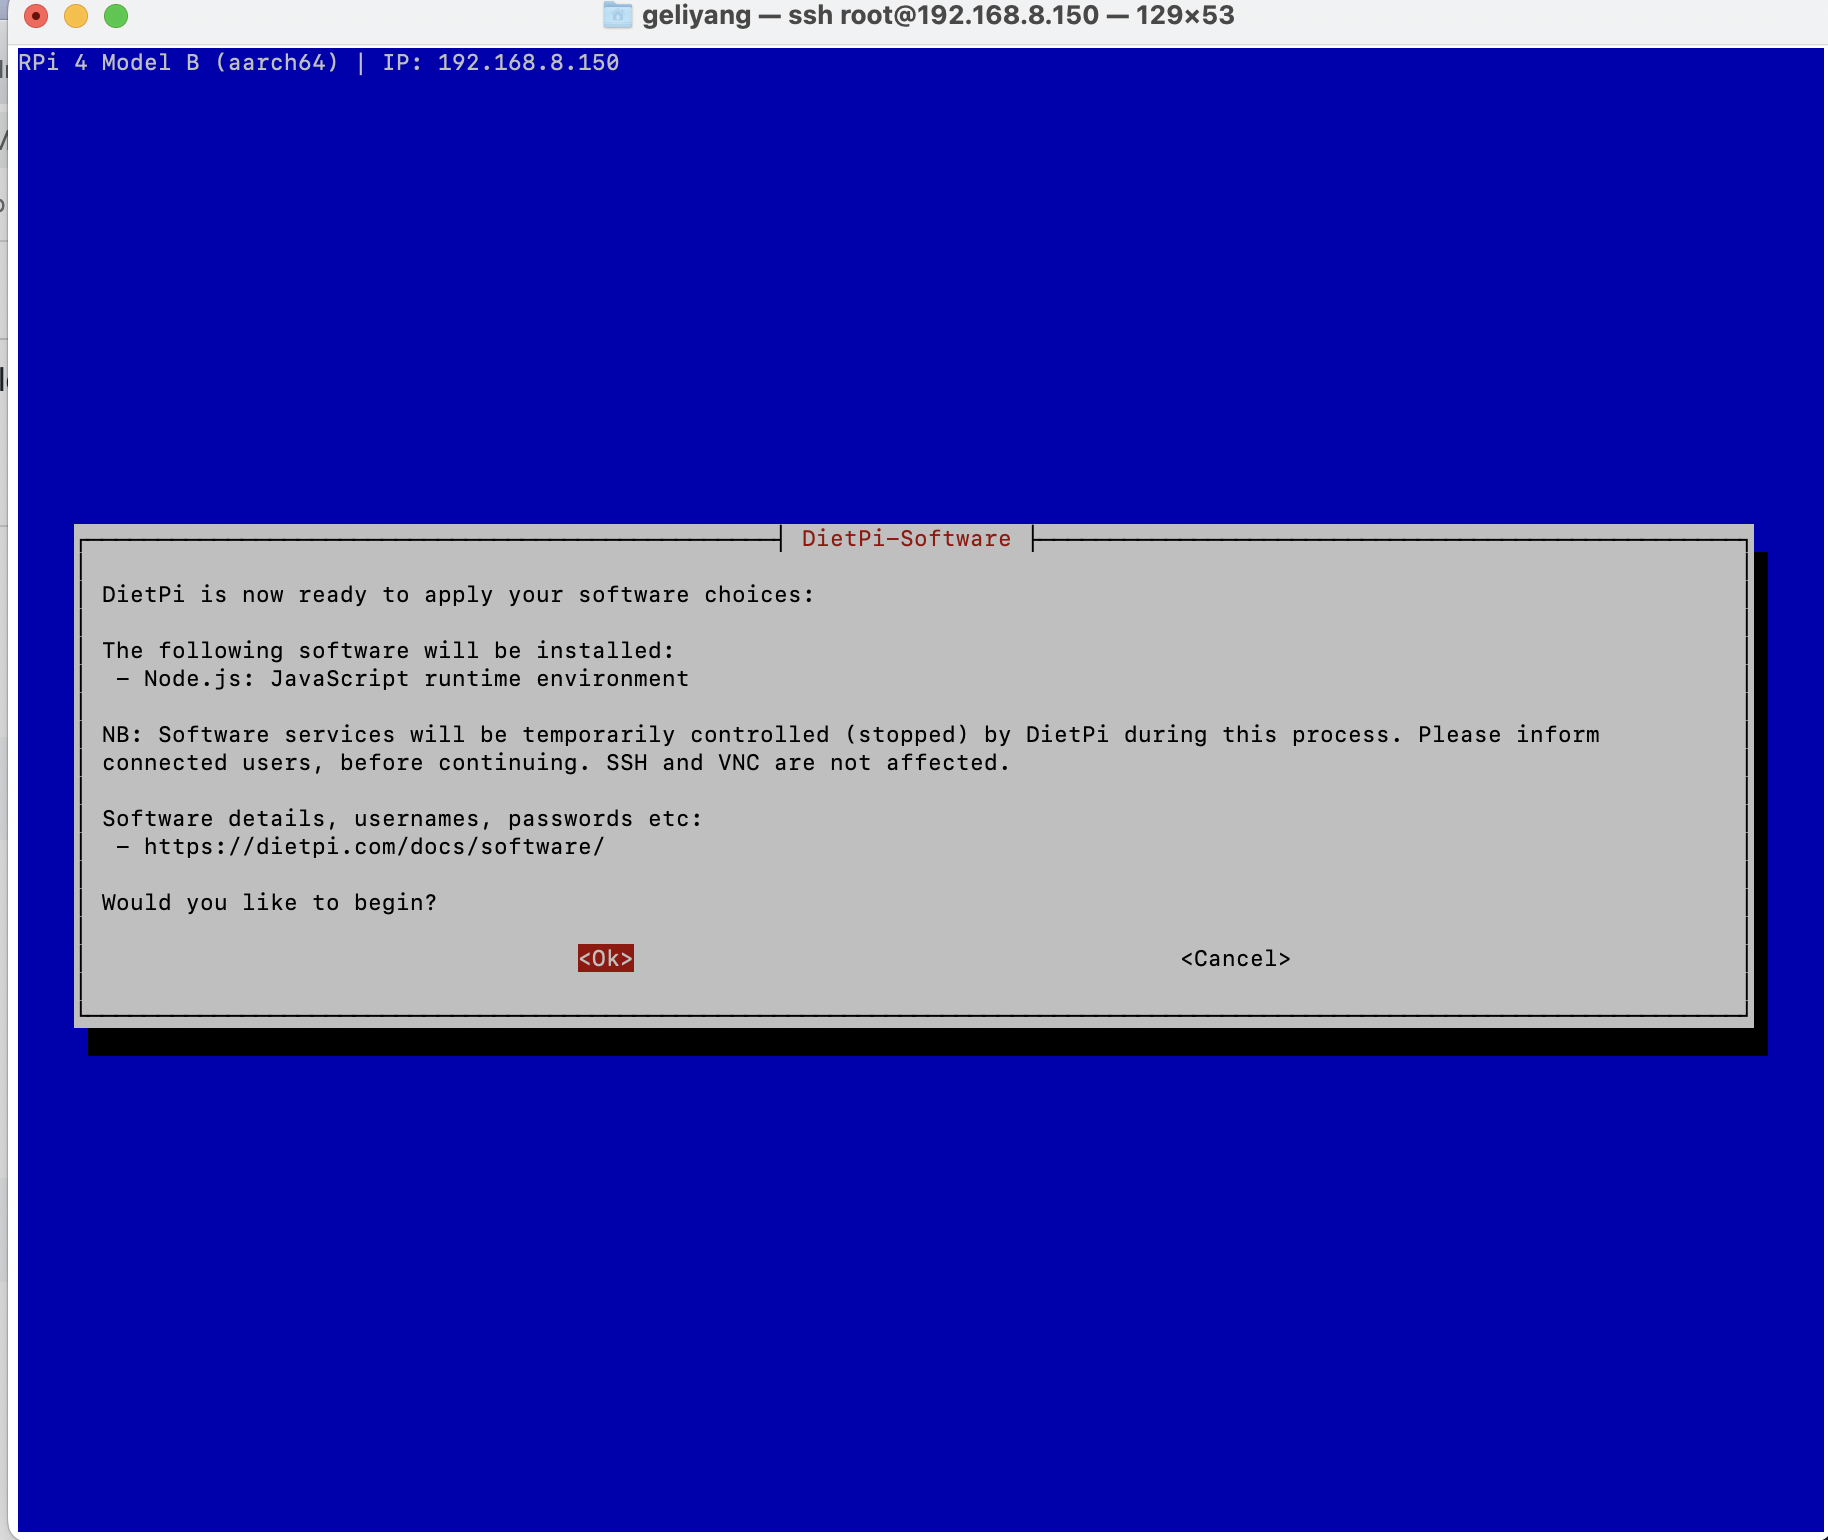 geliyang — ssh root@192.168.8.150 — 129×53
RPi 4 Model B (aarch64) | IP: 192.168.8.150
DietPi-Software
DietPi is now ready to apply your software choices:
The following software will be installed:
- Node.js: JavaScript runtime environment
NB: Software services will be temporarily controlled (stopped) by DietPi during this process. Please inform
connected users, before continuing. SSH and VNC are not affected.
Software details, usernames, passwords etc:
- https://dietpi.com/docs/software/
Would you like to begin?
<Ok> <Cancel>